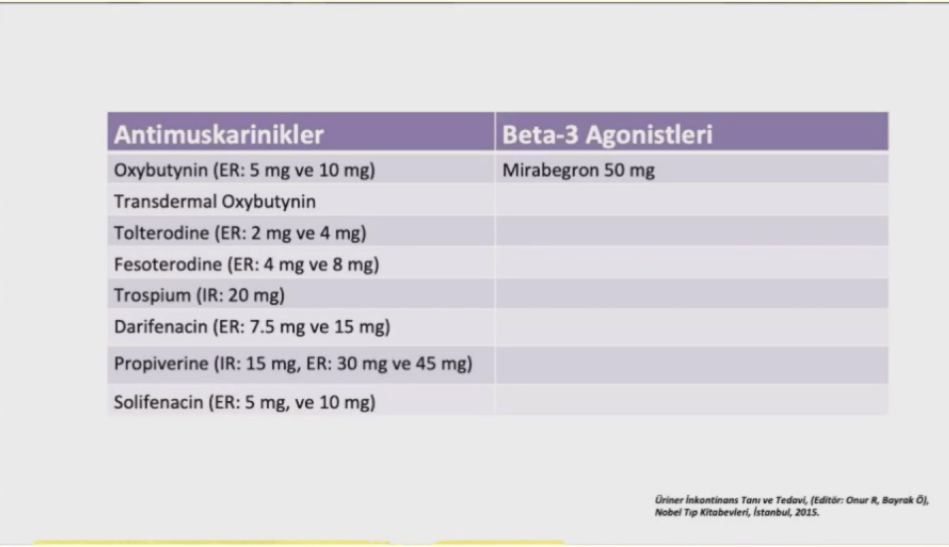 Antimuskarinikler Beta-3 Agonistleri
Oxybutynin (ER: 5 mg ve 10 mg) Mirabegron 50 mg
Transdermal Oxybutynin
Tolterodine (ER: 2 mg ve 4 mg)
Fesoterodine (ER: 4 mg ve 8 mg)
Trospium (IR: 20 mg)
Darifenacin (ER: 7.5 mg ve 15 mg)
Propiverine (IR: 15 mg, ER: 30 mg ve 45 mg)
Solifenacin (ER: 5 mg, ve 10 mg)
Üriner İnkontinans Tanı ve Tedavi, (Editör: Onur R, Bayrak Ö),
Nobel Tıp Kitabevleri, İstanbul, 2015.